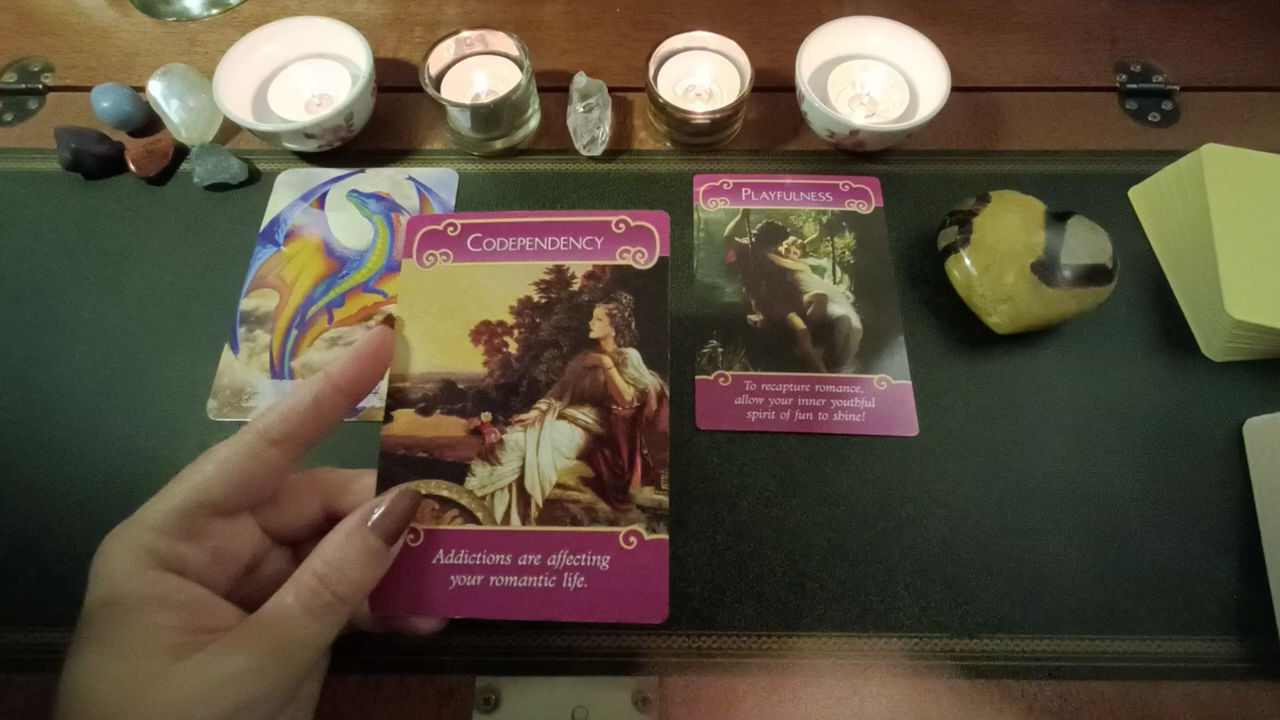 CODEPENDENCY
Addictions are affecting
your romantic life.
PLAYFULNESS
To recapture romance,
allow your inner youthful
spirit of fun to shine!